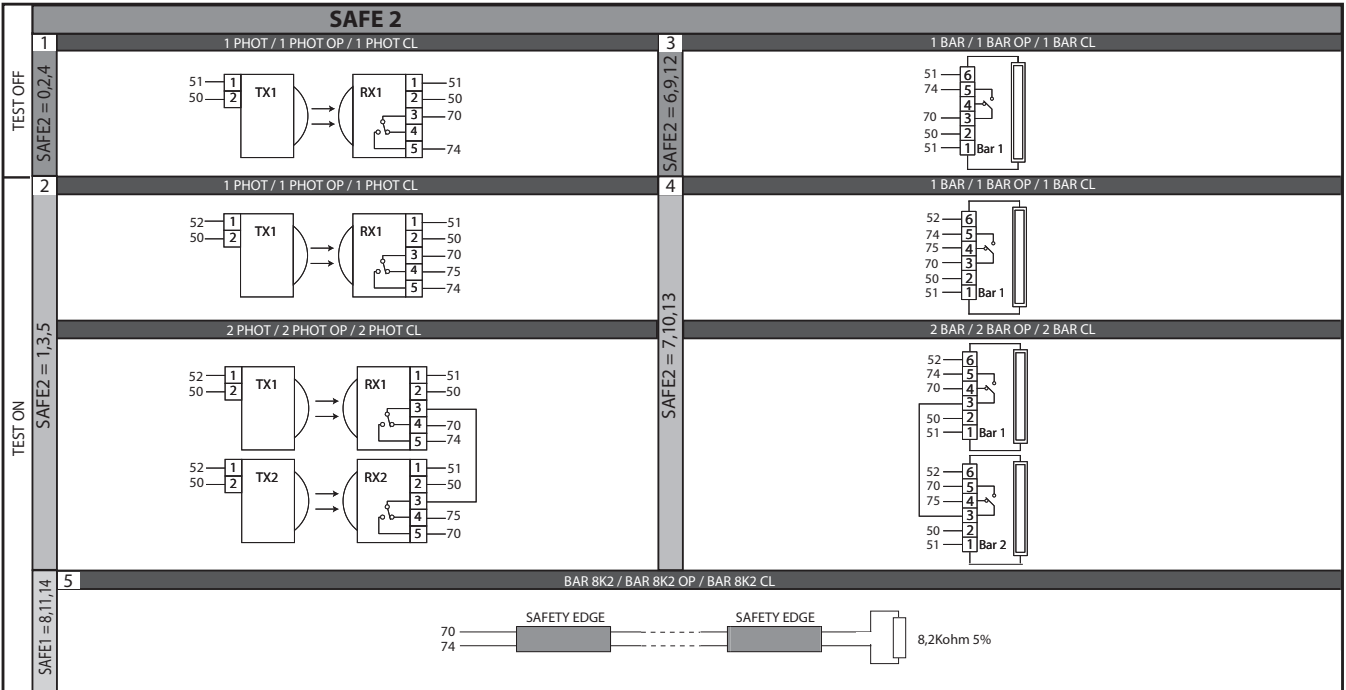 SAFE 2
TEST OFF
SAFE2 = 0,2,4
1
1 PHOT / 1 PHOT OP / 1 PHOT CL
51 1 TX1 RX1 1 51
50 2 2 50
3 70
4
5 74
SAFE2 = 6,9,12
3
1 BAR / 1 BAR OP / 1 BAR CL
51 6
74 5
4
70 3
50 2
51 1 Bar 1
TEST ON
SAFE2 = 1,3,5
2
1 PHOT / 1 PHOT OP / 1 PHOT CL
52 1 TX1 RX1 1 51
50 2 2 50
3 70
4 75
5 74
2 PHOT / 2 PHOT OP / 2 PHOT CL
52 1 TX1 RX1 1 51
50 2 2 50
3
4 70
5 74
52 1 TX2 RX2 1 51
50 2 2 50
3
4 75
5 70
SAFE2 = 7,10,13
4
1 BAR / 1 BAR OP / 1 BAR CL
52 6
74 5
75 4
70 3
50 2
51 1 Bar 1
2 BAR / 2 BAR OP / 2 BAR CL
52 6
74 5
70 4
3
50 2
51 1 Bar 1
52 6
70 5
75 4
3
50 2
51 1 Bar 2
SAFE1 = 8,11,14
5
BAR 8K2 / BAR 8K2 OP / BAR 8K2 CL
SAFETY EDGE SAFETY EDGE
70
74
8,2Kohm 5%